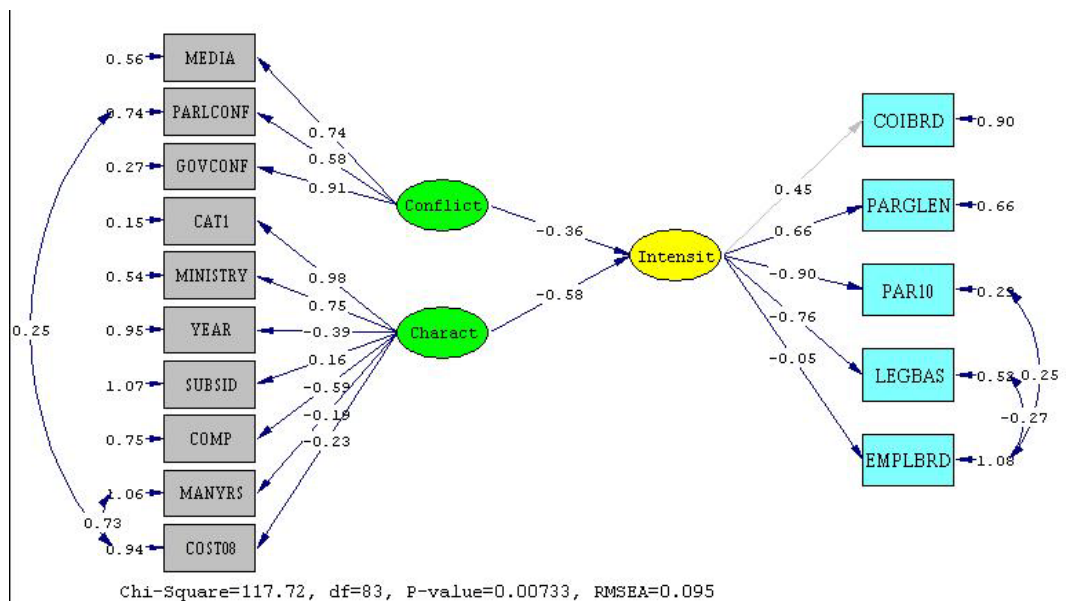 0.56 MEDIA
0.74 PARLCONF
0.27 GOVCONF
0.15 CAT1
0.54 MINISTRY
0.95 YEAR
1.07 SUBSID
0.75 COMP
1.06 MANYRS
0.94 COST08
0.25
0.73
0.74
0.58
0.91
0.98
0.75
-0.39
0.16
-0.59
-0.19
-0.23
Conflict
Charact
-0.36
-0.58
Intensit
0.45
0.66
-0.90
-0.76
-0.05
COIBRD 0.90
PARGLEN 0.66
PAR10 0.29
LEGBAS 0.52
EMPLBRD 1.08
0.25
-0.27
Chi-Square=117.72, df=83, P-value=0.00733, RMSEA=0.095